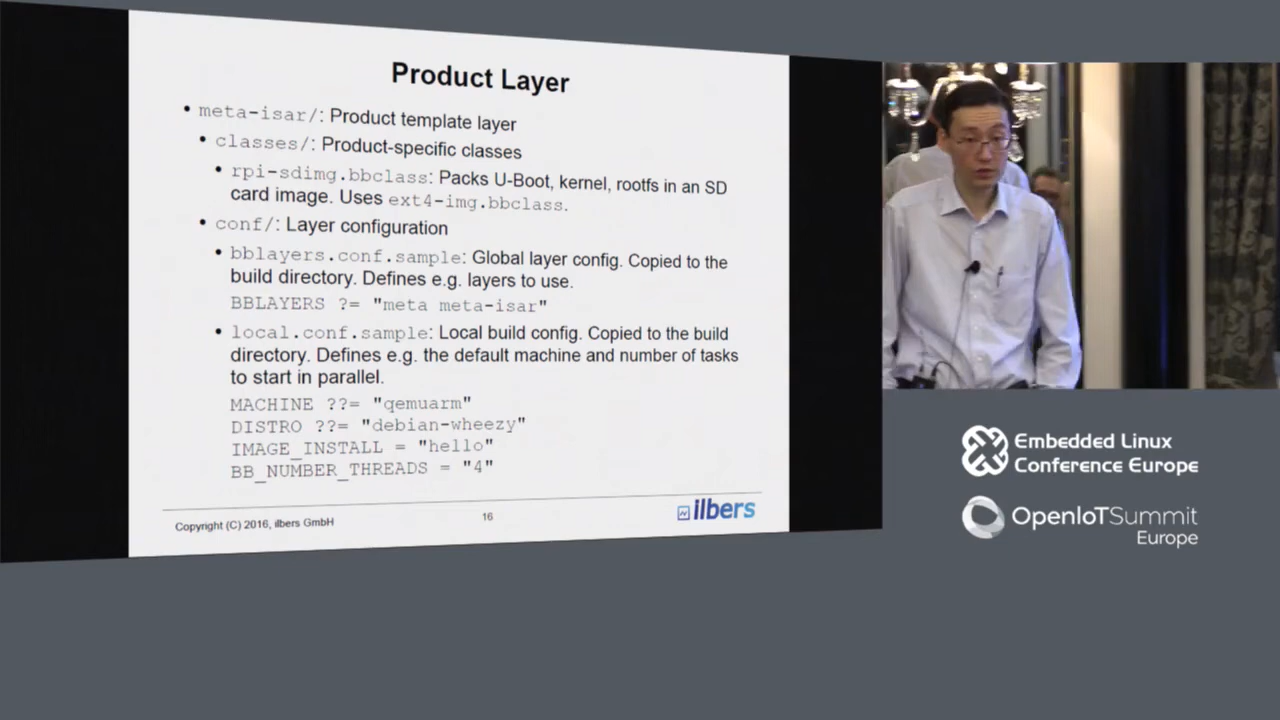 Product Layer
• meta-isar/: Product template layer
• classes/: Product-specific classes
• rpi-sdimg.bbclass: Packs U-Boot, kernel, rootfs in an SD
card image. Uses ext4-img.bbclass.
• conf/: Layer configuration
• bblayers.conf.sample: Global layer config. Copied to the
build directory. Defines e.g. layers to use.
BBLAYERS ?= "meta meta-isar"
• local.conf.sample: Local build config. Copied to the build
directory. Defines e.g. the default machine and number of tasks
to start in parallel.
MACHINE ??= "qemuarm"
DISTRO ??= "debian-wheezy"
IMAGE_INSTALL = "hello"
BB_NUMBER_THREADS = "4"
Copyright (C) 2016, ilbers GmbH
16
ilbers
Embedded Linux
Conference Europe
OpenIoTSummit
Europe